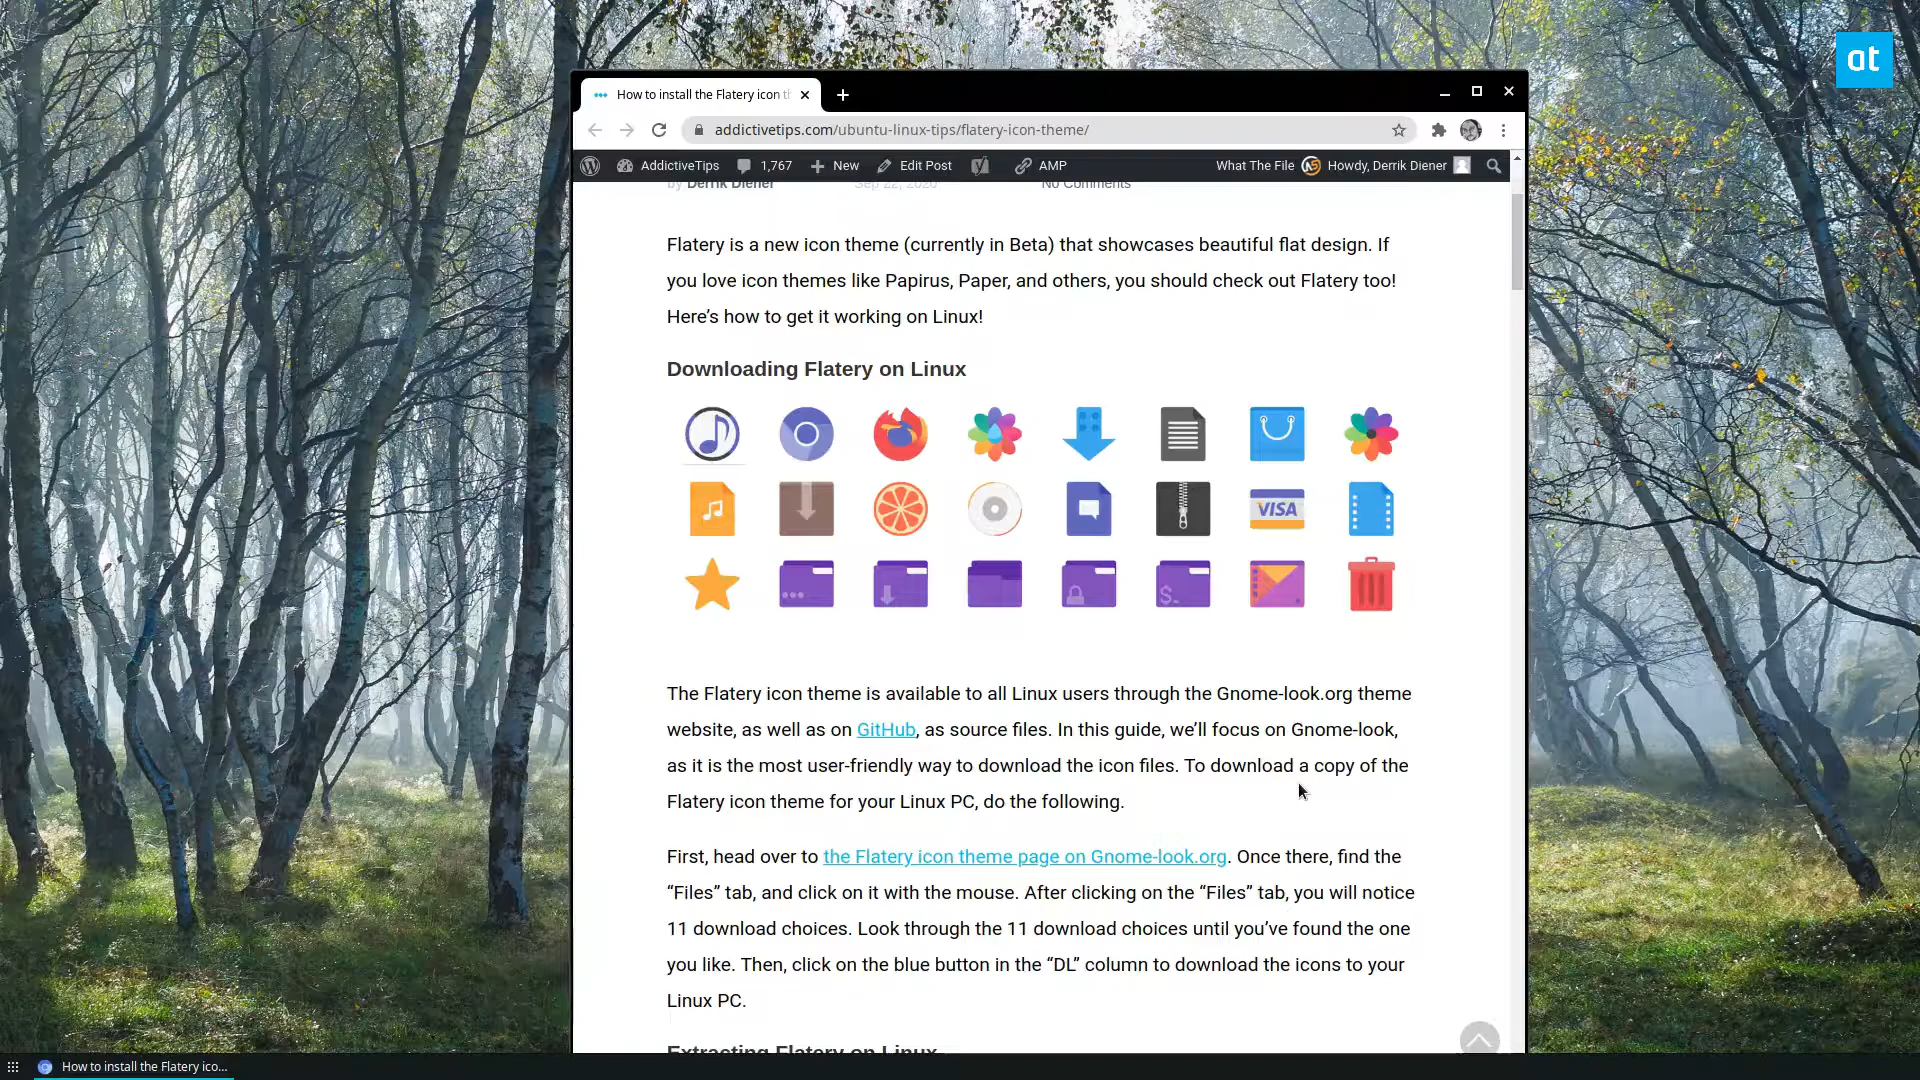 at
How to install the Flatery icon th
addictivetips.com/ubuntu-linux-tips/flatery-icon-theme/
AddictiveTips 1,767 New Edit Post AMP What The File Howdy, Derrik Diener
by Derrik Diener Sep 22, 2020 No Comments
Flatery is a new icon theme (currently in Beta) that showcases beautiful flat design. If
you love icon themes like Papirus, Paper, and others, you should check out Flatery too!
Here’s how to get it working on Linux!
Downloading Flatery on Linux
VISA
$_
The Flatery icon theme is available to all Linux users through the Gnome-look.org theme
website, as well as on GitHub, as source files. In this guide, we’ll focus on Gnome-look,
as it is the most user-friendly way to download the icon files. To download a copy of the
Flatery icon theme for your Linux PC, do the following.
First, head over to the Flatery icon theme page on Gnome-look.org. Once there, find the
“Files” tab, and click on it with the mouse. After clicking on the “Files” tab, you will notice
11 download choices. Look through the 11 download choices until you’ve found the one
you like. Then, click on the blue button in the “DL” column to download the icons to your
Linux PC.
Extracting Flatery on Linux
How to install the Flatery ico...